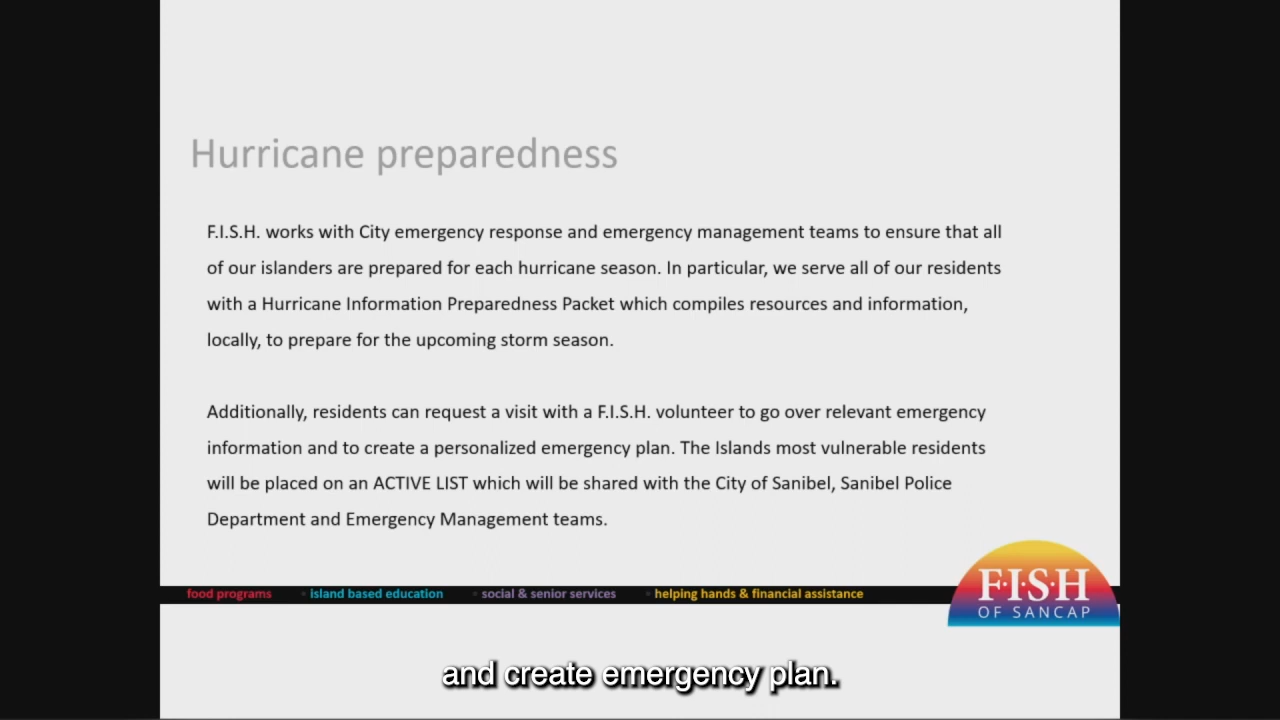 Hurricane preparedness
F.I.S.H. works with City emergency response and emergency management teams to ensure that all
of our islanders are prepared for each hurricane season. In particular, we serve all of our residents
with a Hurricane Information Preparedness Packet which compiles resources and information,
locally, to prepare for the upcoming storm season.
Additionally, residents can request a visit with a F.I.S.H. volunteer to go over relevant emergency
information and to create a personalized emergency plan. The Islands most vulnerable residents
will be placed on an ACTIVE LIST which will be shared with the City of Sanibel, Sanibel Police
Department and Emergency Management teams.
food programs • island based education • social & senior services • helping hands & financial assistance
F·I·S·H
OF SANCAP
and create emergency plan.